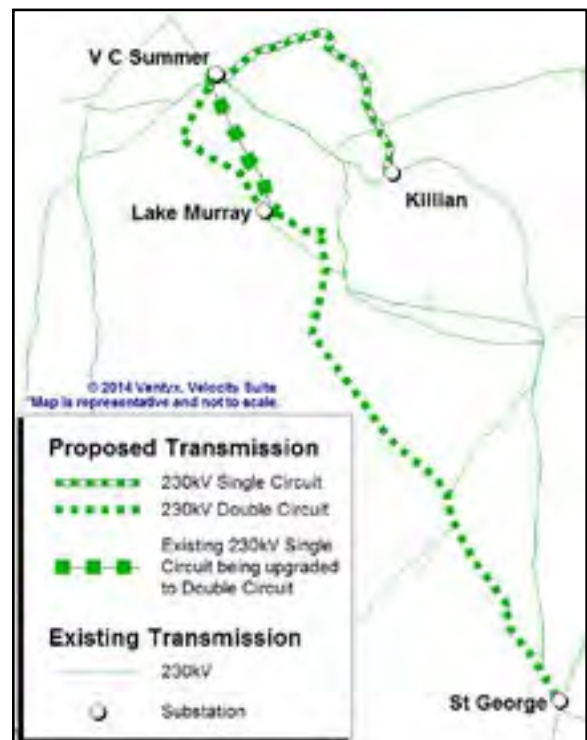 V C Summer
Killian
Lake Murray
© 2014 Ventyx, Velocity Suite
*Map is representative and not to scale.
Proposed Transmission
230kV Single Circuit
230kV Double Circuit
Existing 230kV Single
Circuit being upgraded
to Double Circuit
Existing Transmission
230kV
Substation
St George